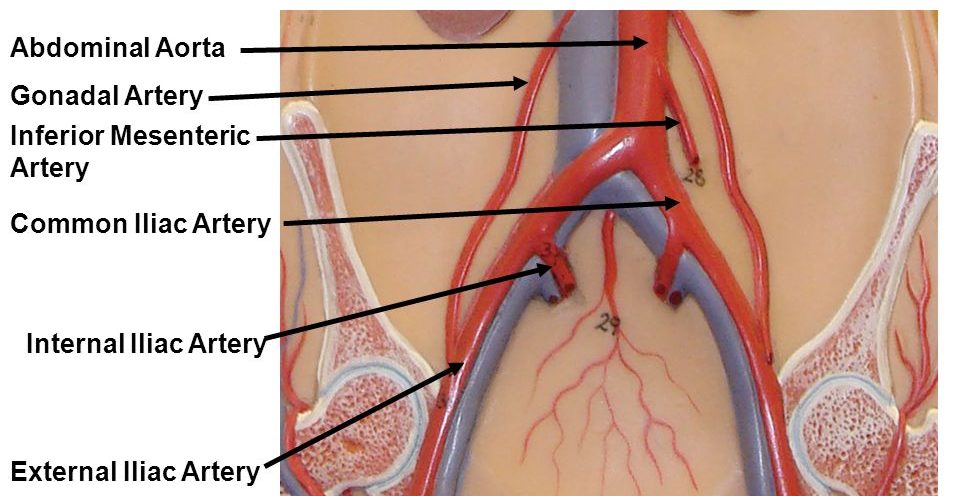 Abdominal Aorta
Gonadal Artery
Inferior Mesenteric
Artery
28
Common Iliac Artery
Internal Iliac Artery
29
External Iliac Artery